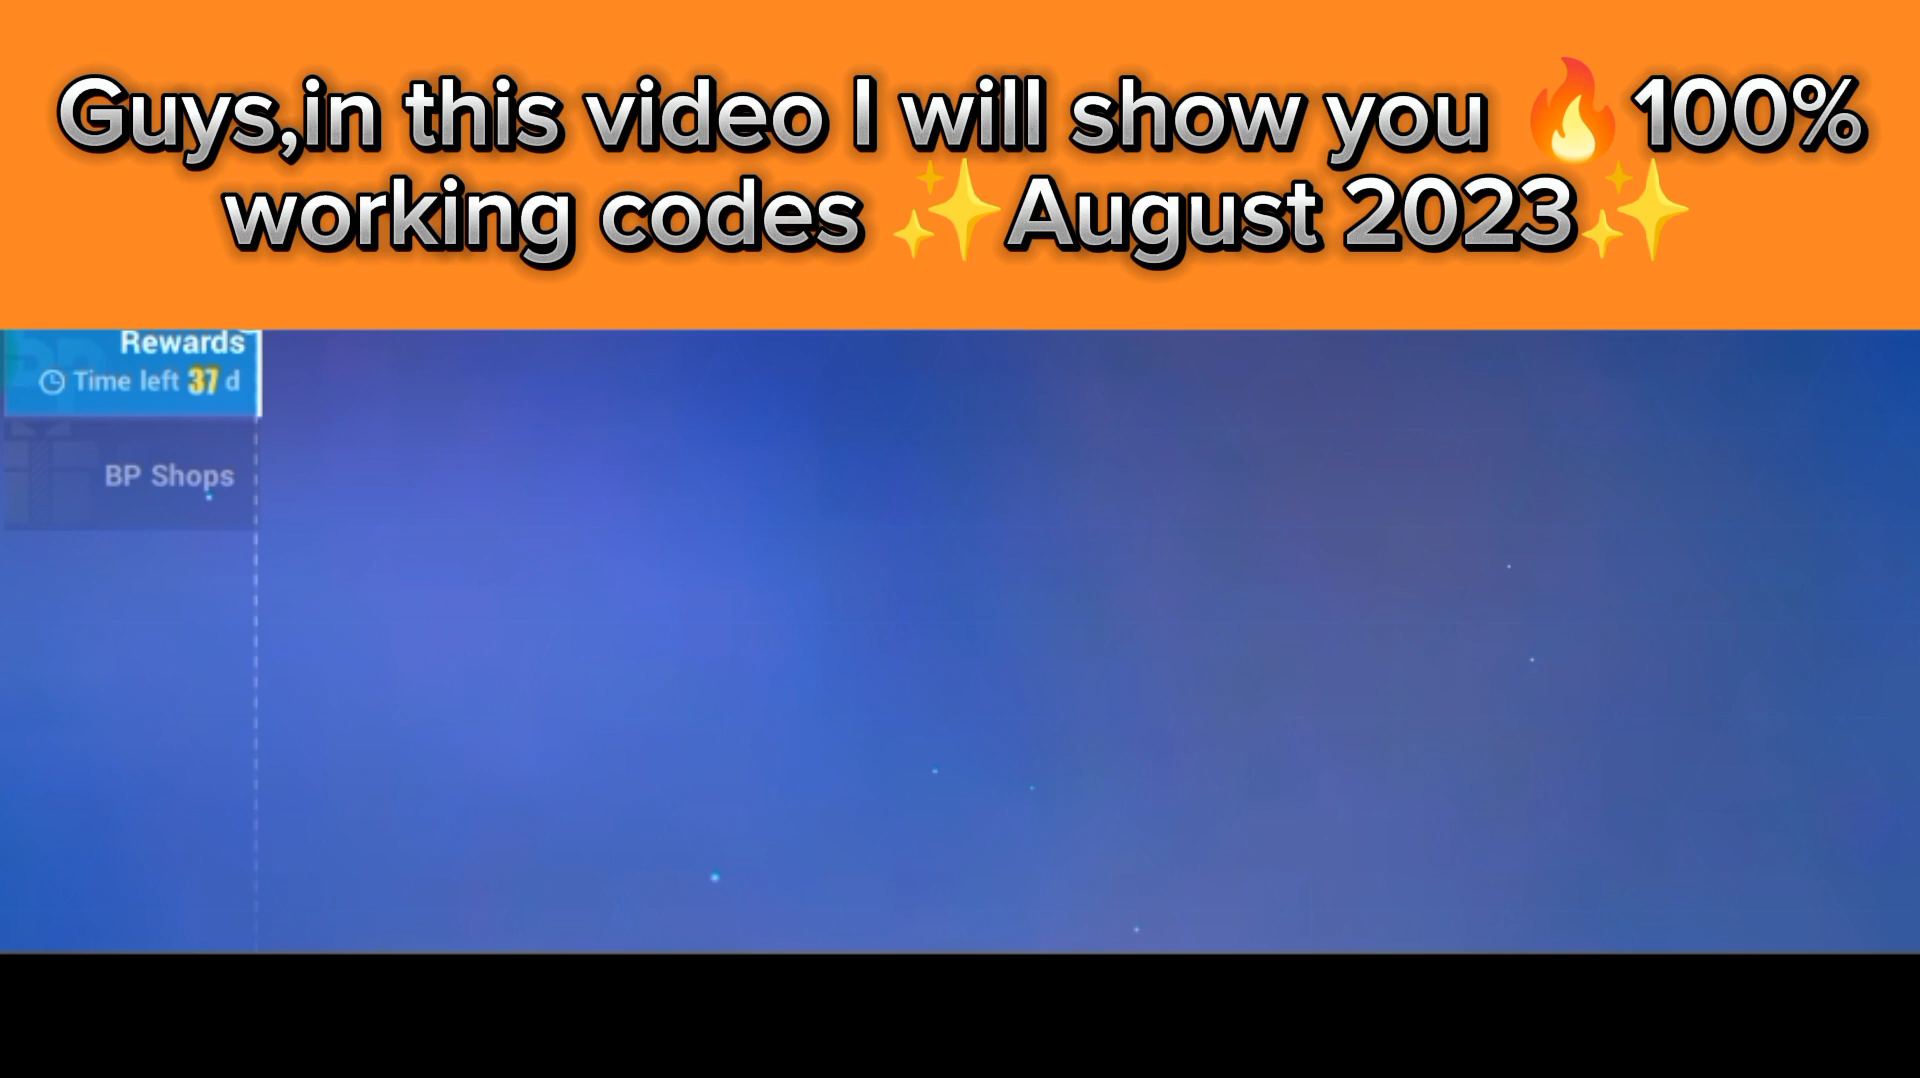 Guys,in this video I will show you 🔥100%
working codes ✨August 2023✨
Rewards
Time left 37 d
BP Shops